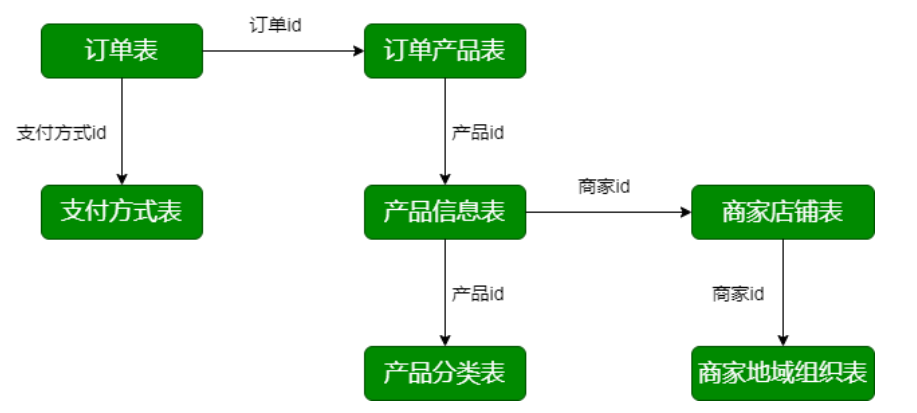 订单id
订单表
订单产品表
支付方式id
产品id
商家id
支付方式表
产品信息表
商家店铺表
产品id
商家id
产品分类表
商家地域组织表